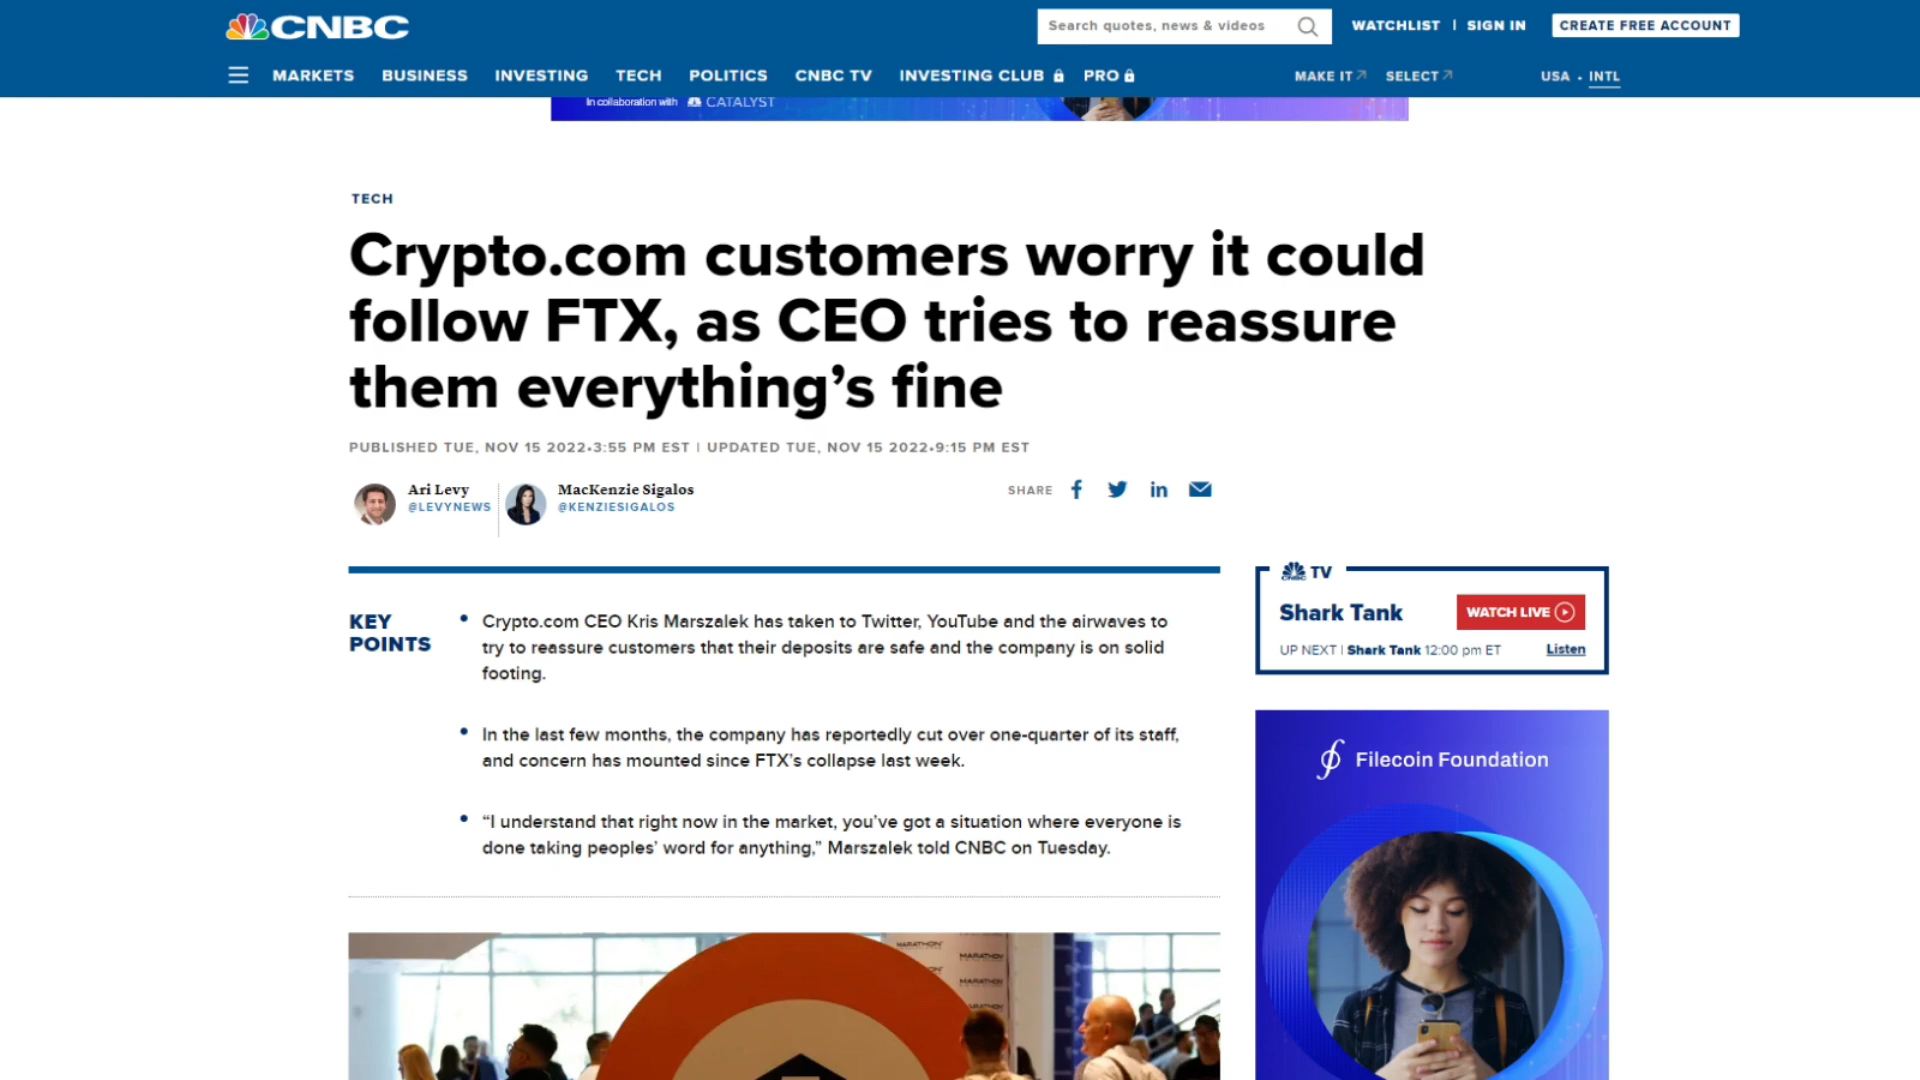 CNBC
Search quotes, news & videos
WATCHLIST | SIGN IN
CREATE FREE ACCOUNT
MARKETS BUSINESS INVESTING TECH POLITICS CNBC TV INVESTING CLUB PRO
MAKE IT SELECT USA • INTL
In collaboration with CATALYST
TECH
Crypto.com customers worry it could
follow FTX, as CEO tries to reassure
them everything’s fine
PUBLISHED TUE, NOV 15 2022•3:55 PM EST | UPDATED TUE, NOV 15 2022•9:15 PM EST
Ari Levy
@LEVYNEWS
MacKenzie Sigalos
@KENZIESIGALOS
SHARE
KEY
POINTS
• Crypto.com CEO Kris Marszalek has taken to Twitter, YouTube and the airwaves to
try to reassure customers that their deposits are safe and the company is on solid
footing.
• In the last few months, the company has reportedly cut over one-quarter of its staff,
and concern has mounted since FTX’s collapse last week.
• “I understand that right now in the market, you’ve got a situation where everyone is
done taking peoples’ word for anything,” Marszalek told CNBC on Tuesday.
CNBC TV
Shark Tank
WATCH LIVE
UP NEXT | Shark Tank 12:00 pm ET
Listen
Filecoin Foundation
MARATHON
MARATHON
MARATHON
MARATHON